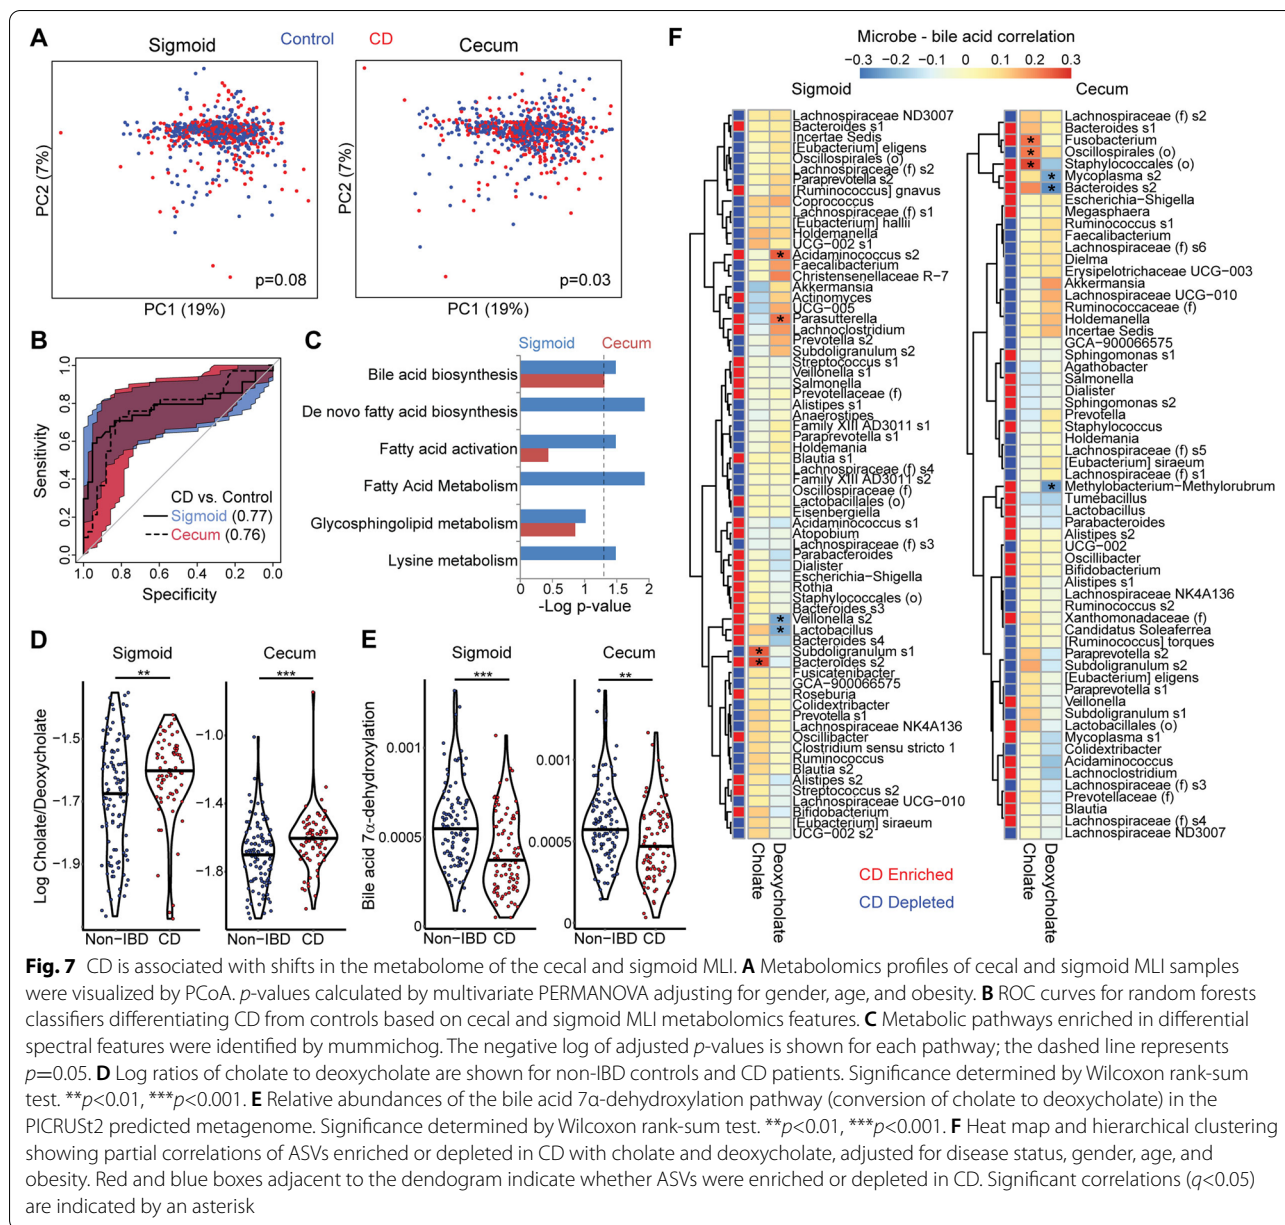 A
Sigmoid
Control
CD
Cecum
PC2 (7%)
PC1 (19%)
p=0.08
PC2 (7%)
PC1 (19%)
p=0.03
B
Sensitivity
1.0
0.8
0.6
0.4
0.2
0.0
CD vs. Control
Sigmoid (0.77)
Cecum (0.76)
1.0 0.8 0.6 0.4 0.2 0.0
Specificity
C
Sigmoid
Cecum
Bile acid biosynthesis
De novo fatty acid biosynthesis
Fatty acid activation
Fatty Acid Metabolism
Glycosphingolipid metabolism
Lysine metabolism
0 0.5 1 1.5 2
-Log p-value
D
Sigmoid
Cecum
**
***
Log Cholate/Deoxycholate
−1.5
−1.7
−1.9
−1.0
−1.4
−1.8
Non−IBD CD
Non−IBD CD
E
Sigmoid
Cecum
***
**
Bile acid 7α-dehydroxylation
0.001
0.0005
0
0.001
0.0005
0
Non−IBD CD
Non−IBD CD
F
Microbe - bile acid correlation
−0.3 −0.2 −0.1 0 0.1 0.2 0.3
Sigmoid
Lachnospiraceae ND3007
Bacteroides s1
Incertae Sedis
[Eubacterium] eligens
Oscillospirales (o)
Lachnospiraceae (f) s2
Paraprevotella s2
[Ruminococcus] gnavus
Coprococcus
Lachnospiraceae (f) s1
[Eubacterium] hallii
Holdemanella
UCG−002 s1
Acidaminococcus s2
Faecalibacterium
Christensenellaceae R−7
Akkermansia
Actinomyces
UCG−005
Parasutterella
Lachnoclostridium
Prevotella s2
Subdoligranulum s2
Streptococcus s1
Veillonella s1
Salmonella
Prevotellaceae (f)
Alistipes s1
Anaerostipes
Family XIII AD3011 s1
Paraprevotella s1
Holdemania
Blautia s1
Lachnospiraceae (f) s4
Family XIII AD3011 s2
Oscillospiraceae (f)
Lactobacillales (o)
Eisenbergiella
Acidaminococcus s1
Atopobium
Lachnospiraceae (f) s3
Parabacteroides
Dialister
Escherichia−Shigella
Rothia
Staphylococcales (o)
Bacteroides s3
Veillonella s2
Lactobacillus
Bacteroides s4
Subdoligranulum s1
Bacteroides s2
Fusicatenibacter
GCA−900066575
Roseburia
Colidextribacter
Prevotella s1
Lachnospiraceae NK4A136
Oscillibacter
Clostridium sensu stricto 1
Ruminococcus
Blautia s2
Alistipes s2
Streptococcus s2
Lachnospiraceae UCG−010
Bifidobacterium
[Eubacterium] siraeum
UCG−002 s2
Cholate
Deoxycholate
Cecum
Lachnospiraceae (f) s2
Bacteroides s1
Fusobacterium
Oscillospirales (o)
Staphylococcales (o)
Mycoplasma s2
Bacteroides s2
Escherichia−Shigella
Megasphaera
Ruminococcus s1
Faecalibacterium
Lachnospiraceae (f) s6
Dielma
Erysipelotrichaceae UCG−003
Akkermansia
Lachnospiraceae UCG−010
Ruminococcaceae (f)
Holdemanella
Incertae Sedis
GCA−900066575
Sphingomonas s1
Agathobacter
Salmonella
Dialister
Sphingomonas s2
Prevotella
Staphylococcus
Holdemania
Lachnospiraceae (f) s5
[Eubacterium] siraeum
Lachnospiraceae (f) s1
Methylobacterium−Methylorubrum
Tumebacillus
Lactobacillus
Parabacteroides
Alistipes s2
UCG−002
Oscillibacter
Bifidobacterium
Alistipes s1
Lachnospiraceae NK4A136
Ruminococcus s2
Xanthomonadaceae (f)
Candidatus Soleaferrea
[Ruminococcus] torques
Paraprevotella s2
Subdoligranulum s2
[Eubacterium] eligens
Paraprevotella s1
Veillonella
Subdoligranulum s1
Lactobacillales (o)
Mycoplasma s1
Colidextribacter
Acidaminococcus
Lachnoclostridium
Lachnospiraceae (f) s3
Prevotellaceae (f)
Blautia
Lachnospiraceae (f) s4
Lachnospiraceae ND3007
Cholate
Deoxycholate
CD Enriched
CD Depleted
Fig. 7 CD is associated with shifts in the metabolome of the cecal and sigmoid MLI. A Metabolomics profiles of cecal and sigmoid MLI samples
were visualized by PCoA. p-values calculated by multivariate PERMANOVA adjusting for gender, age, and obesity. B ROC curves for random forests
classifiers differentiating CD from controls based on cecal and sigmoid MLI metabolomics features. C Metabolic pathways enriched in differential
spectral features were identified by mummichog. The negative log of adjusted p-values is shown for each pathway; the dashed line represents
p=0.05. D Log ratios of cholate to deoxycholate are shown for non-IBD controls and CD patients. Significance determined by Wilcoxon rank-sum
test. **p<0.01, ***p<0.001. E Relative abundances of the bile acid 7α-dehydroxylation pathway (conversion of cholate to deoxycholate) in the
PICRUSt2 predicted metagenome. Significance determined by Wilcoxon rank-sum test. **p<0.01, ***p<0.001. F Heat map and hierarchical clustering
showing partial correlations of ASVs enriched or depleted in CD with cholate and deoxycholate, adjusted for disease status, gender, age, and
obesity. Red and blue boxes adjacent to the dendogram indicate whether ASVs were enriched or depleted in CD. Significant correlations (q<0.05)
are indicated by an asterisk